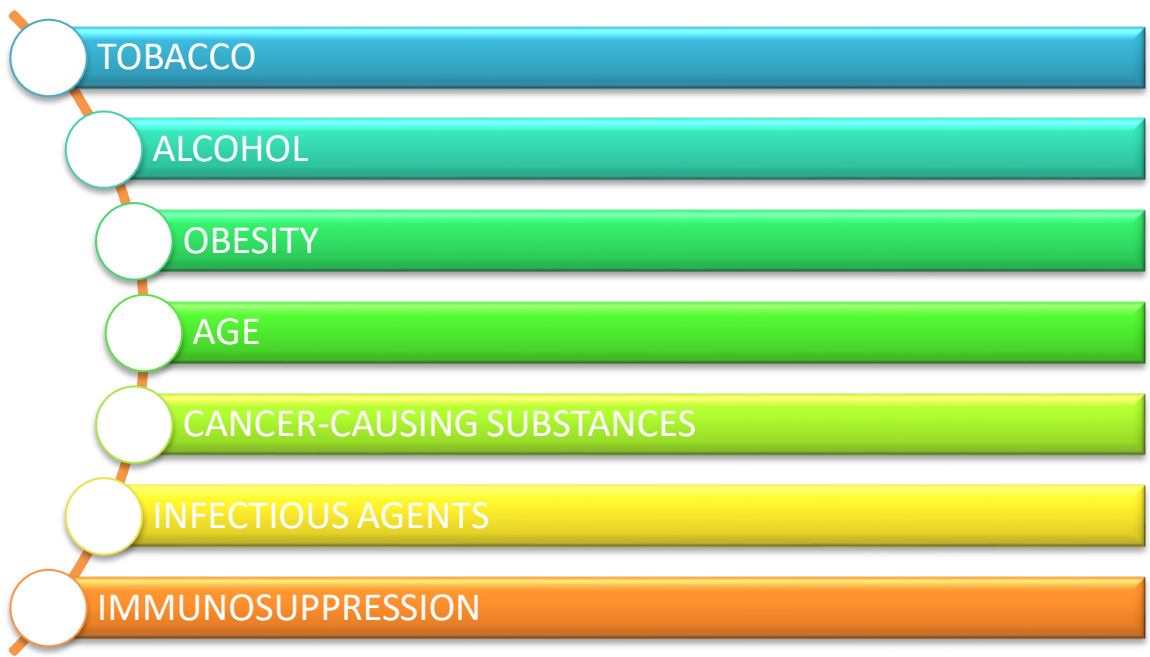 TOBACCO
ALCOHOL
OBESITY
AGE
CANCER-CAUSING SUBSTANCES
INFECTIOUS AGENTS
IMMUNOSUPPRESSION